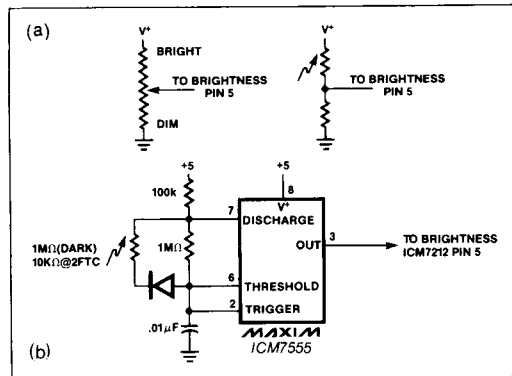 (a)
V+
BRIGHT
TO BRIGHTNESS
PIN 5
DIM
V+
TO BRIGHTNESS
PIN 5
+5
100k
+5
8
V+
7
DISCHARGE
1MΩ(DARK)
10KΩ@2FTC
1MΩ
OUT
3
TO BRIGHTNESS
ICM7212 PIN 5
6
THRESHOLD
2
TRIGGER
.01μF
MAXIM
ICM7555
(b)